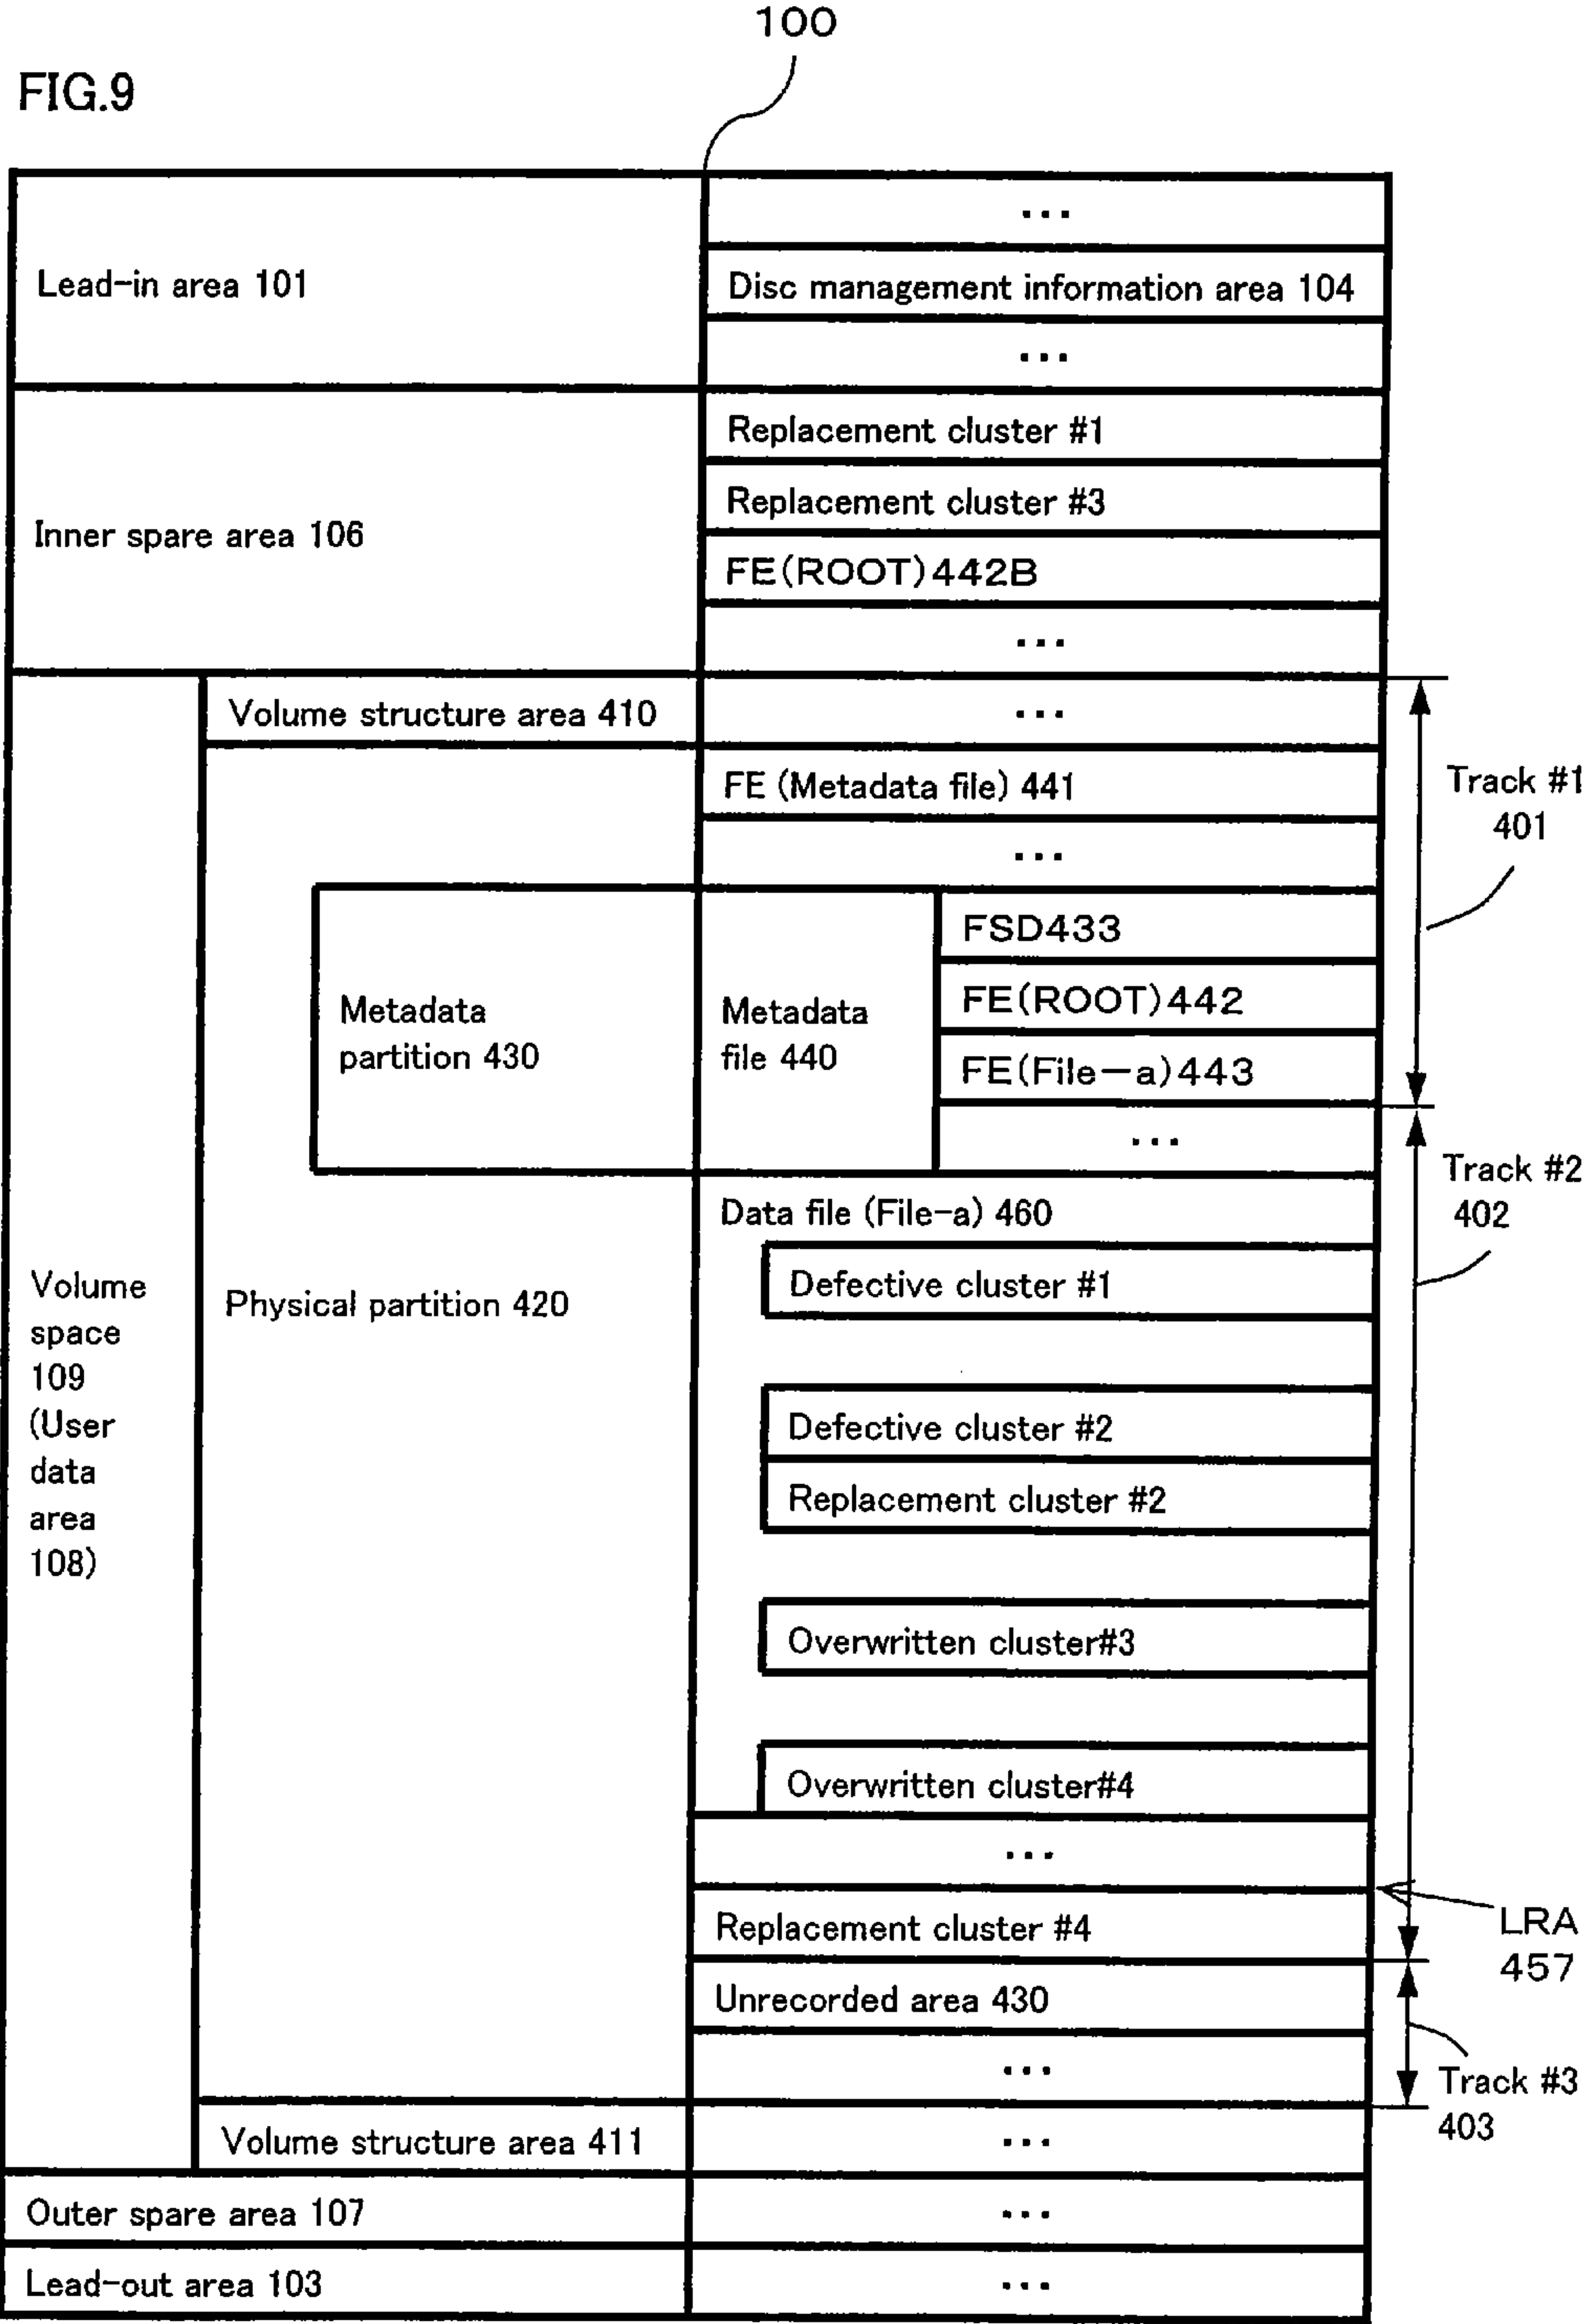 100
FIG.9
...
Lead-in area 101
Disc management information area 104
...
Replacement cluster #1
Replacement cluster #3
Inner spare area 106
FE(ROOT)442B
...
Volume structure area 410
...
FE (Metadata file) 441
Track #1
401
...
FSD433
Metadata
partition 430
Metadata
file 440
FE(ROOT)442
FE(File-a)443
...
Track #2
402
Data file (File-a) 460
Defective cluster #1
Volume
space
109
(User
data
area
108)
Physical partition 420
Defective cluster #2
Replacement cluster #2
Overwritten cluster#3
Overwritten cluster#4
...
LRA
457
Replacement cluster #4
Unrecorded area 430
...
Track #3
403
Volume structure area 411
...
Outer spare area 107
...
Lead-out area 103
...